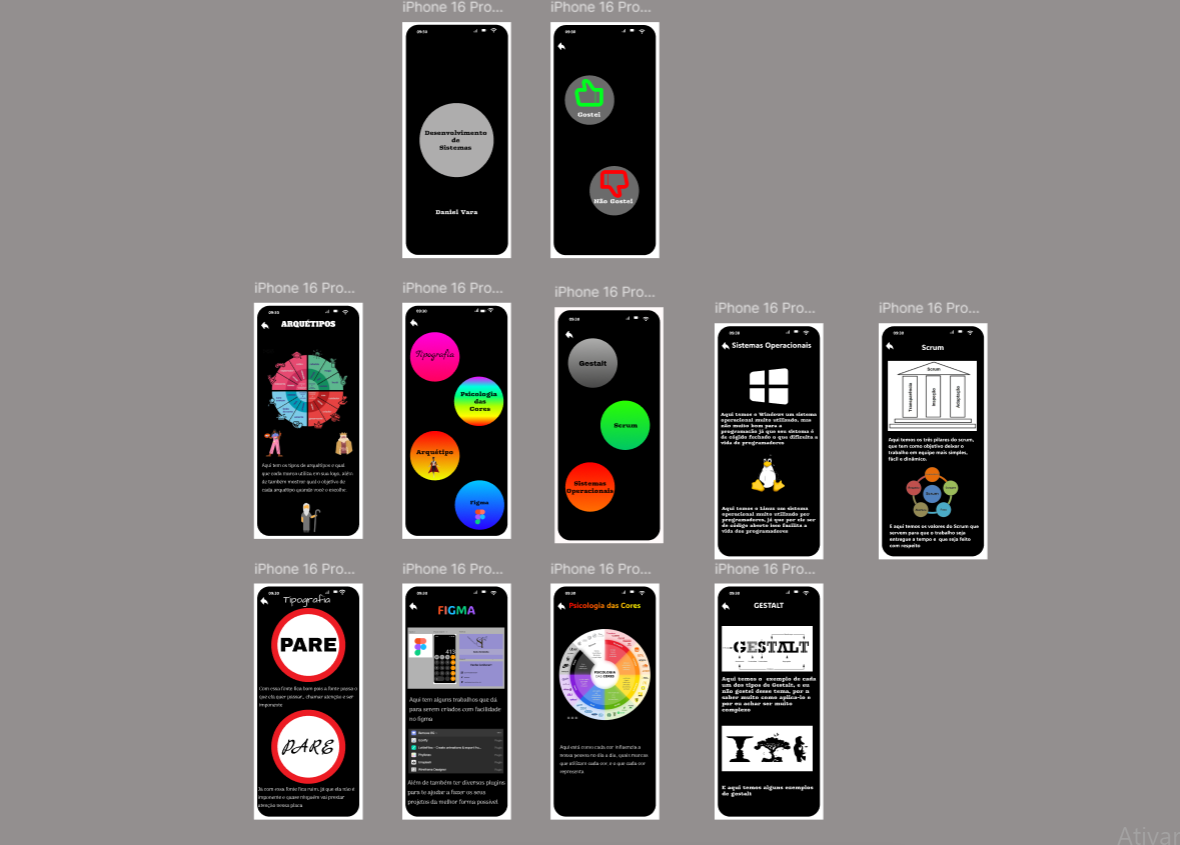 iPhone 16 Pro...
iPhone 16 Pro...
Desenvolvimento
de
Sistemas
Daniel Vara
Gostei
Não Gostei
iPhone 16 Pro...
iPhone 16 Pro...
iPhone 16 Pro...
iPhone 16 Pro...
iPhone 16 Pro...
ARQUÉTIPOS
Aqui tem os tipos de arquétipos e qual
que cada marca utiliza em sua logo, além
de também mostrar qual o objetivo de
cada arquétipo quando você o escolhe.
Tipografia
Psicologia
das
Cores
Arquétipo
Figma
Gestalt
Scrum
Sistemas
Operacionais
Sistemas Operacionais
Aqui temos o Windows um sistema
operacional muito utilizado, mas
não muito bom para a
programacão já que seu sistema é
de código fechado o que dificulta a
vida de programadores
Aqui temos o Linux um sistema
operacional muito utilizado por
programadores, já que por ele ser
de código aberto isso facilita a
vida dos programadores
Scrum
Scrum
Transparência
Inspeção
Adaptação
Aqui temos os três pilares do scrum,
que tem como objetivo deixar o
trabalho em equipe mais simples,
fácil e dinâmico.
E aqui temos os valores do Scrum que
servem para que o trabalho seja
entregue a tempo e que seja feito
com respeito
iPhone 16 Pro...
iPhone 16 Pro...
iPhone 16 Pro...
iPhone 16 Pro...
Tipografia
PARE
Com essa fonte fica bom pois a fonte passa o
que ela quer passar, chamar atenção e ser
imponente
PARE
Já com essa fonte fica ruim, já que ela não é
imponente e quase ninguém vai prestar
atenção nessa placa
FIGMA
Aqui tem alguns trabalhos que dá
para serem criados com facilidade
no figma
Além de também ter diversos plugins
para te ajudar a fazer os seus
projetos da melhor forma possível
Psicologia das Cores
PSICOLOGIA
DAS CORES
Aqui está como cada cor influencia a
nossa pessoa no dia a dia, quais marcas
que utilizam cada cor, e o que cada cor
representa
GESTALT
GESTALT
Aqui temos o exemplo de cada
um dos tipos de Gestalt, e eu
não gostei desse tema, por n
saber muito como aplica-lo e
por eu achar ser muito
complexo
E aqui temos alguns exemplos
de gestalt
Ativar